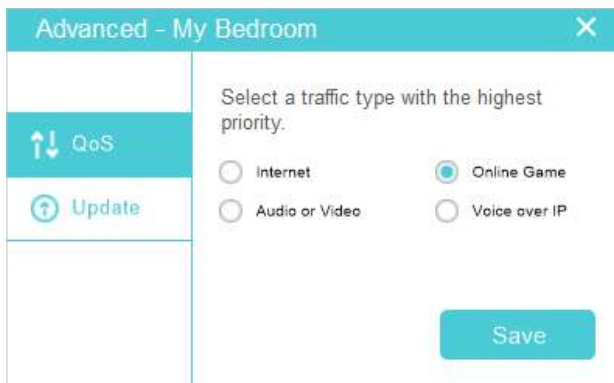 Advanced - My Bedroom
Select a traffic type with the highest
priority.
QoS
Internet
Online Game
Update
Audio or Video
Voice over IP
Save